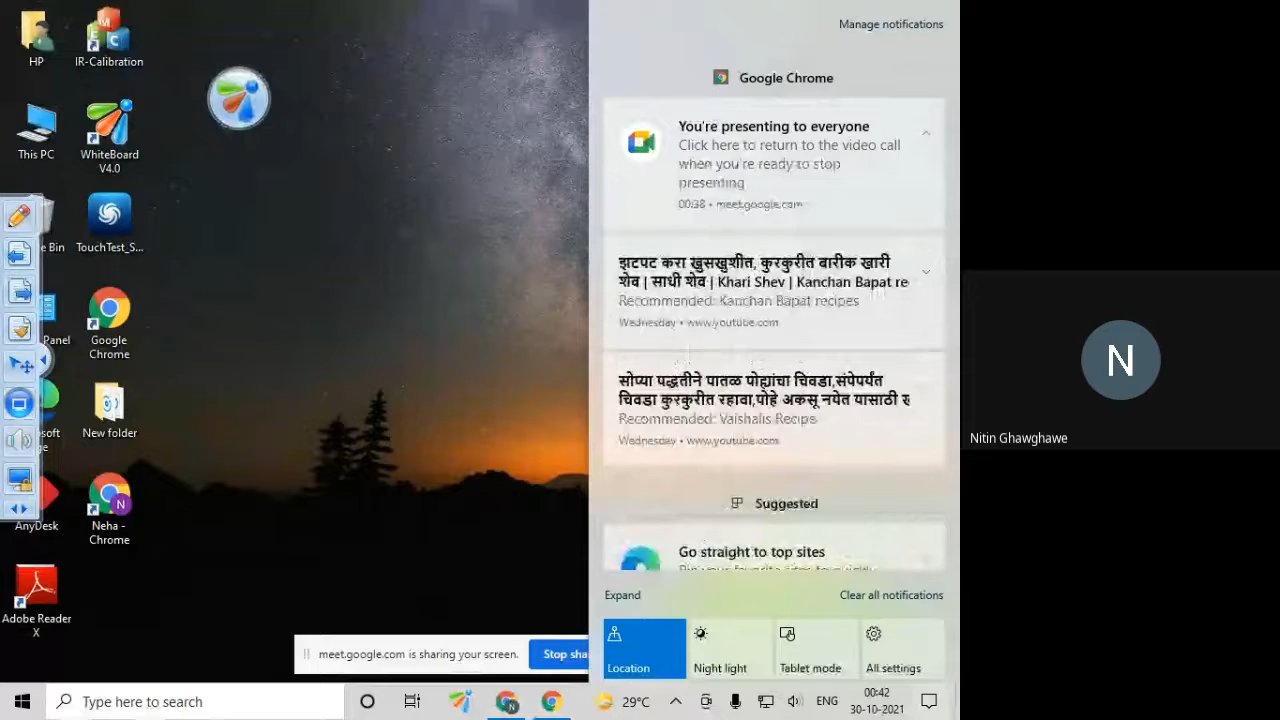 HP
IR-Calibration
This PC
WhiteBoard
V4.0
e Bin
TouchTest_S...
Panel
Google
Chrome
soft
ge
New folder
AnyDesk
Neha -
Chrome
Adobe Reader
X
Manage notifications
Google Chrome
You're presenting to everyone
Click here to return to the video call
when you're ready to stop
presenting
00:38 • meet.google.com
झटपट करा खुसखुशीत, कुरकुरीत बारीक खारी
शेव | साधी शेव | Khari Shev | Kanchan Bapat re
Recommended: Kanchan Bapat recipes
Wednesday • www.youtube.com
सोप्या पद्धतीने पातळ पोह्यांचा चिवडा,संपेपर्यंत
चिवडा कुरकुरीत रहावा,पोहे अकसू नयेत यासाठी
Recommended: Vaishalis Recipe
Wednesday • www.youtube.com
Suggested
Go straight to top sites
Expand
Clear all notifications
Location
Night light
Tablet mode
All settings
meet.google.com is sharing your screen.
Stop sha
Type here to search
N
29°C
ENG
00:42
30-10-2021
N
Nitin Ghawghawe